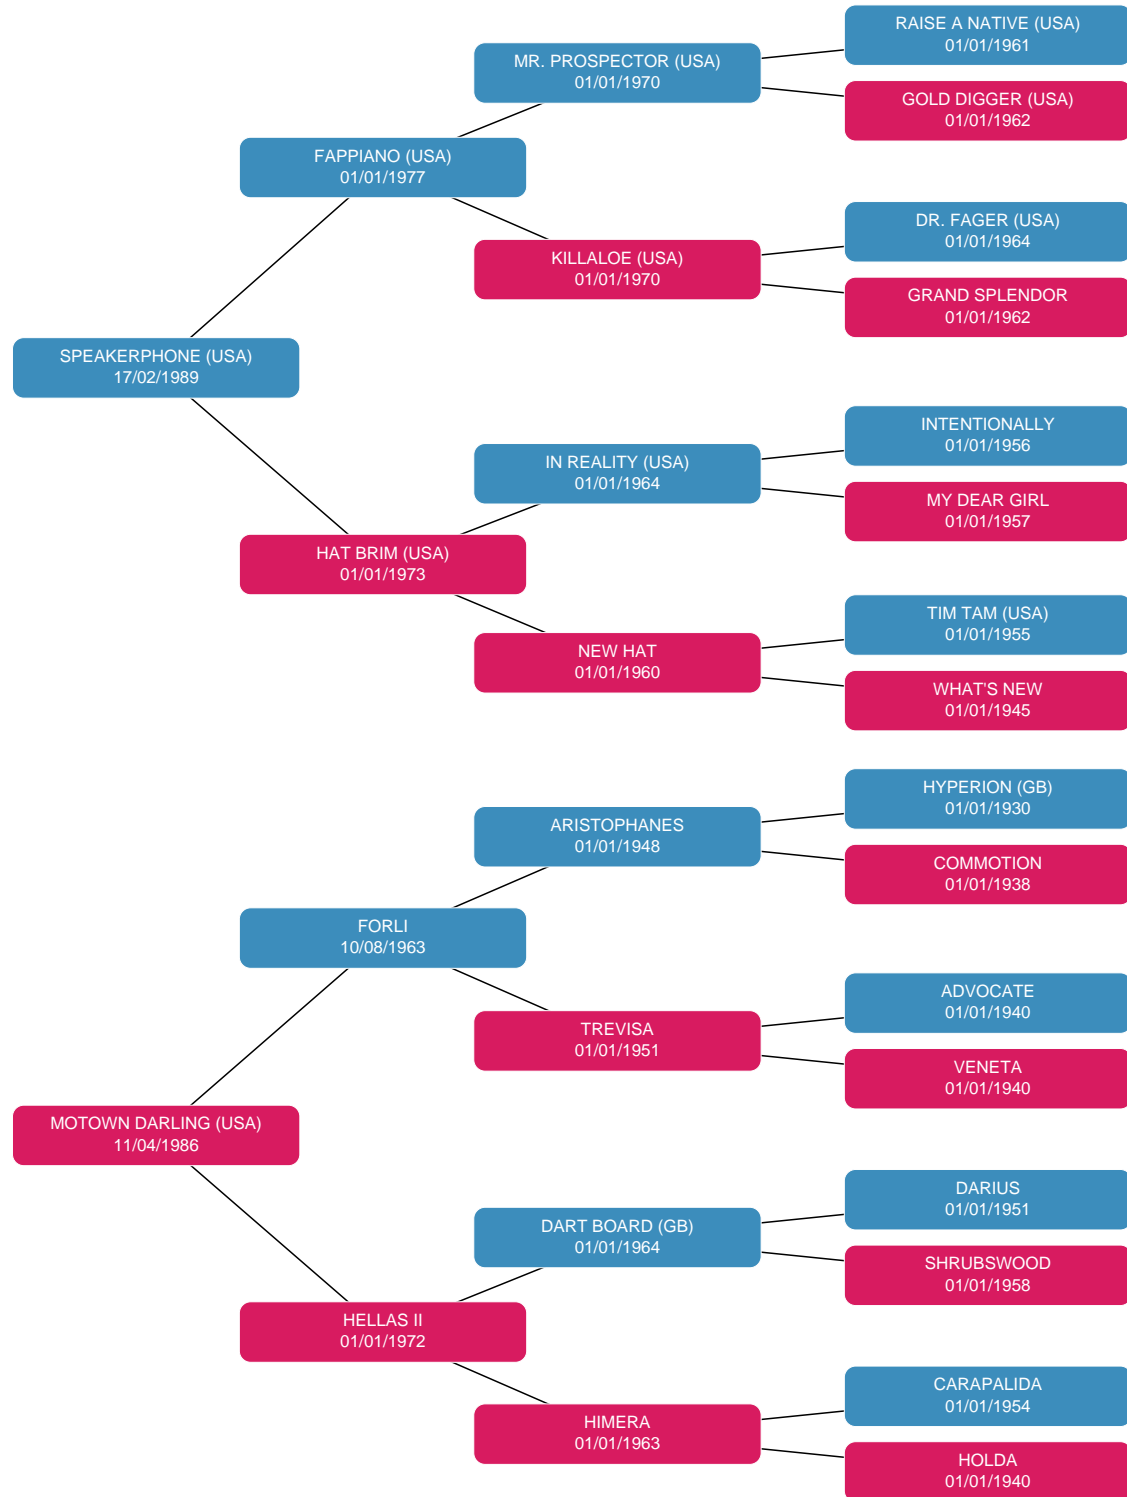 RAISE A NATIVE (USA)
01/01/1961
MR. PROSPECTOR (USA)
01/01/1970
GOLD DIGGER (USA)
01/01/1962
FAPPIANO (USA)
01/01/1977
DR. FAGER (USA)
01/01/1964
KILLALOE (USA)
01/01/1970
GRAND SPLENDOR
01/01/1962
SPEAKERPHONE (USA)
17/02/1989
INTENTIONALLY
01/01/1956
IN REALITY (USA)
01/01/1964
MY DEAR GIRL
01/01/1957
HAT BRIM (USA)
01/01/1973
TIM TAM (USA)
01/01/1955
NEW HAT
01/01/1960
WHAT'S NEW
01/01/1945
HYPERION (GB)
01/01/1930
ARISTOPHANES
01/01/1948
COMMOTION
01/01/1938
FORLI
10/08/1963
ADVOCATE
01/01/1940
TREVISA
01/01/1951
VENETA
01/01/1940
MOTOWN DARLING (USA)
11/04/1986
DARIUS
01/01/1951
DART BOARD (GB)
01/01/1964
SHRUBSWOOD
01/01/1958
HELLAS II
01/01/1972
CARAPALIDA
01/01/1954
HIMERA
01/01/1963
HOLDA
01/01/1940